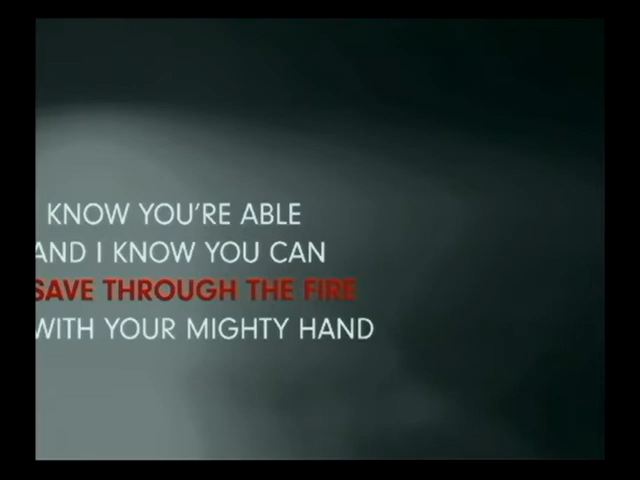 KNOW YOU'RE ABLE
AND I KNOW YOU CAN
SAVE THROUGH THE FIRE
WITH YOUR MIGHTY HAND